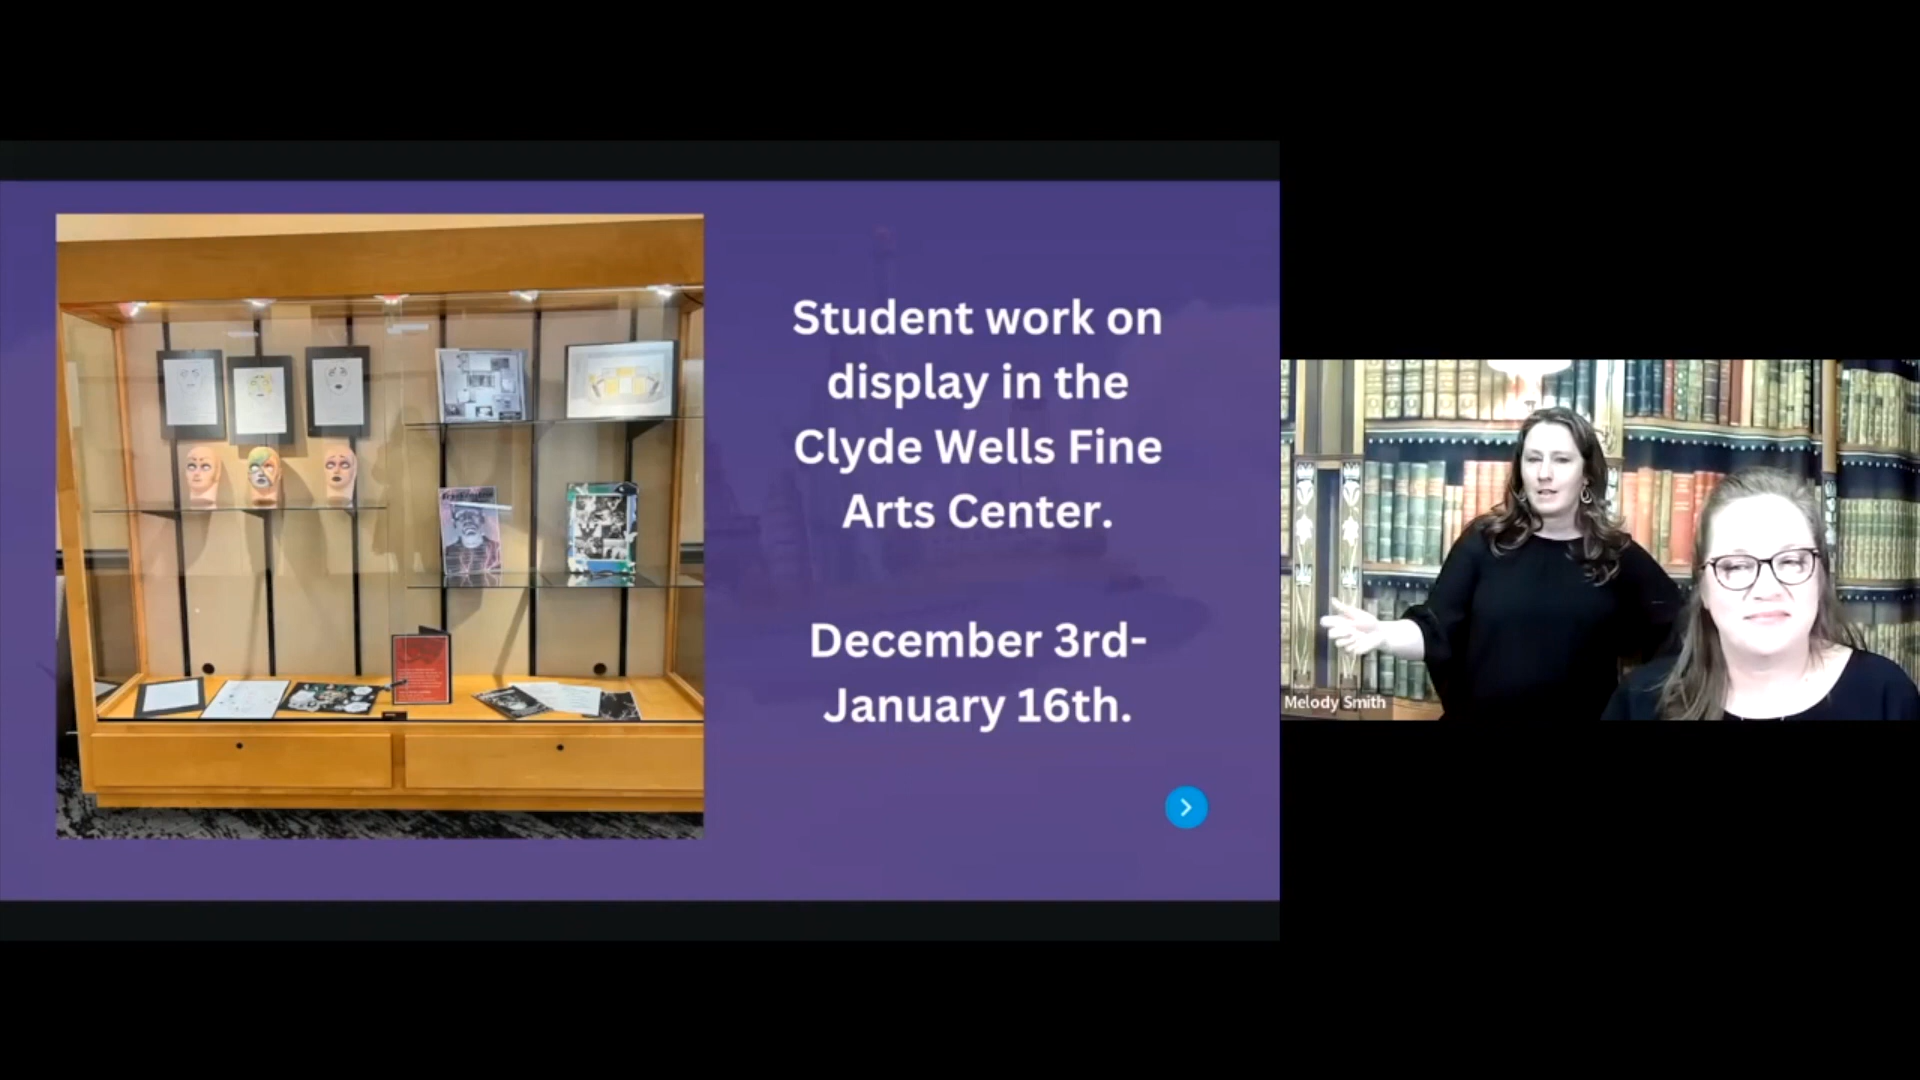 Student work on
display in the
Clyde Wells Fine
Arts Center.
December 3rd-
January 16th.
Melody Smith